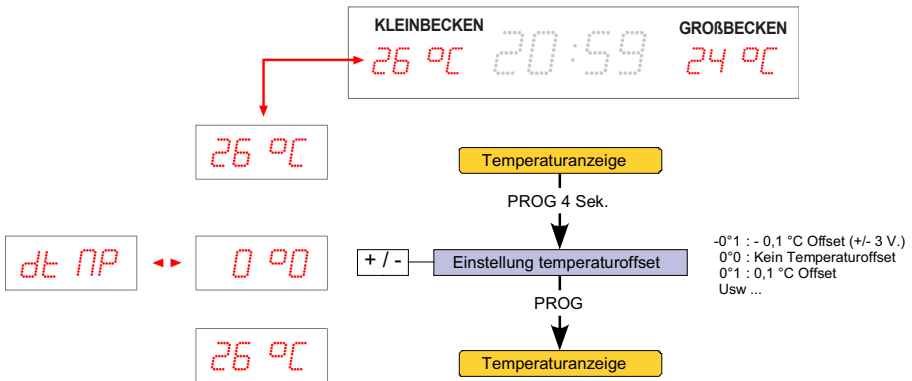 KLEINBECKEN
GROßBECKEN
26 °C
20:59
24 °C
26 °C
Temperaturanzeige
PROG 4 Sek.
dt MP
0 °0
+ / -
Einstellung temperaturoffset
-0°1 : - 0,1 °C Offset (+/- 3 V.)
0°0 : Kein Temperaturoffset
0°1 : 0,1 °C Offset
Usw ...
PROG
26 °C
Temperaturanzeige